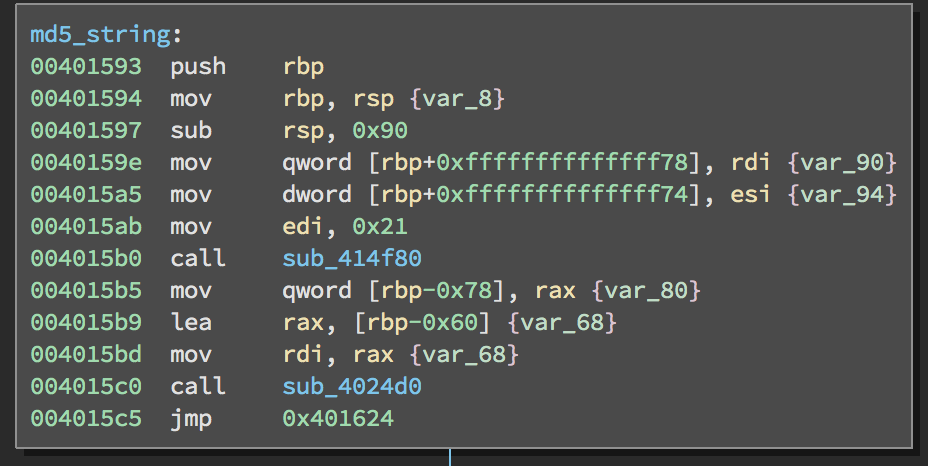 md5_string:
00401593 push rbp
00401594 mov rbp, rsp {var_8}
00401597 sub rsp, 0x90
0040159e mov qword [rbp+0xffffffffffffff78], rdi {var_90}
004015a5 mov dword [rbp+0xffffffffffffff74], esi {var_94}
004015ab mov edi, 0x21
004015b0 call sub_414f80
004015b5 mov qword [rbp-0x78], rax {var_80}
004015b9 lea rax, [rbp-0x60] {var_68}
004015bd mov rdi, rax {var_68}
004015c0 call sub_4024d0
004015c5 jmp 0x401624